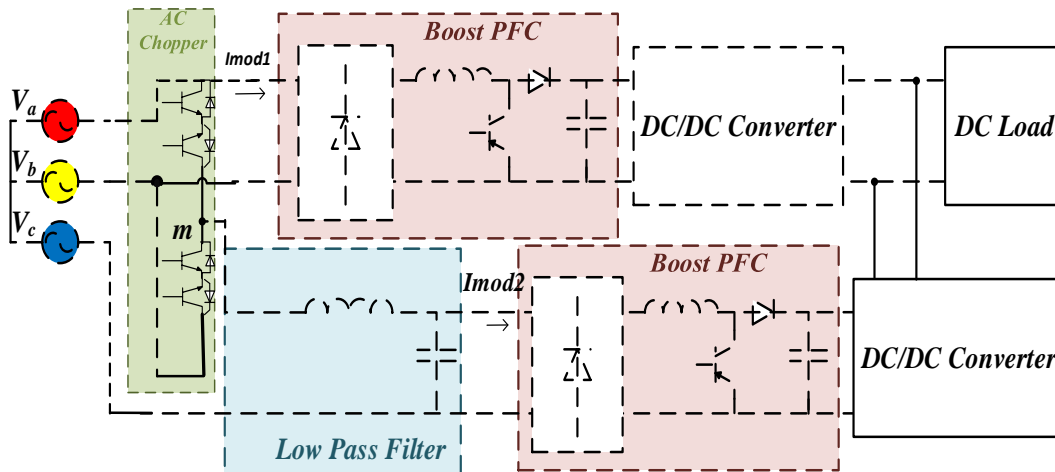 AC
Chopper
Imod1
Boost PFC
Va
Vb
Vc
m
DC/DC Converter
DC Load
Imod2
Boost PFC
DC/DC Converter
Low Pass Filter